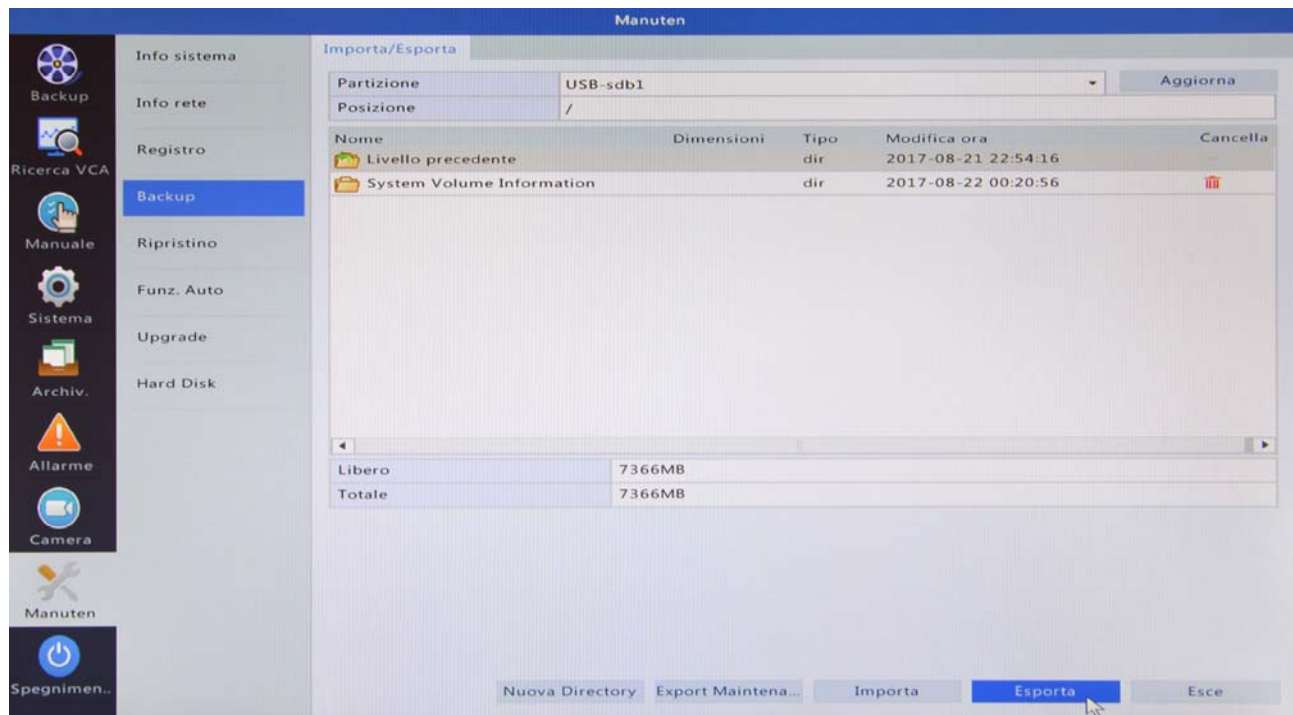 Manuten
Backup
Ricerca VCA
Manuale
Sistema
Archiv.
Allarme
Camera
Manuten
Spegnimen..
Info sistema
Info rete
Registro
Backup
Ripristino
Funz. Auto
Upgrade
Hard Disk
Importa/Esporta
Partizione USB-sdb1 Aggiorna
Posizione /
Nome Dimensioni Tipo Modifica ora Cancella
Livello precedente dir 2017-08-21 22:54:16 —
System Volume Information dir 2017-08-22 00:20:56
Libero 7366MB
Totale 7366MB
Nuova Directory Export Maintena... Importa Esporta Esce